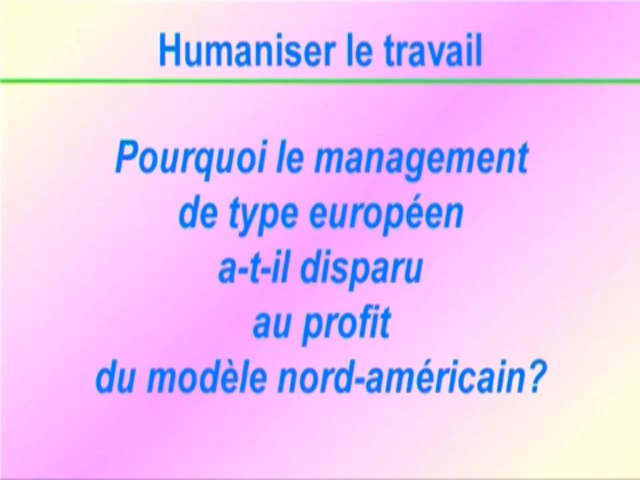 Humaniser le travail
Pourquoi le management
de type européen
a-t-il disparu
au profit
du modèle nord-américain?